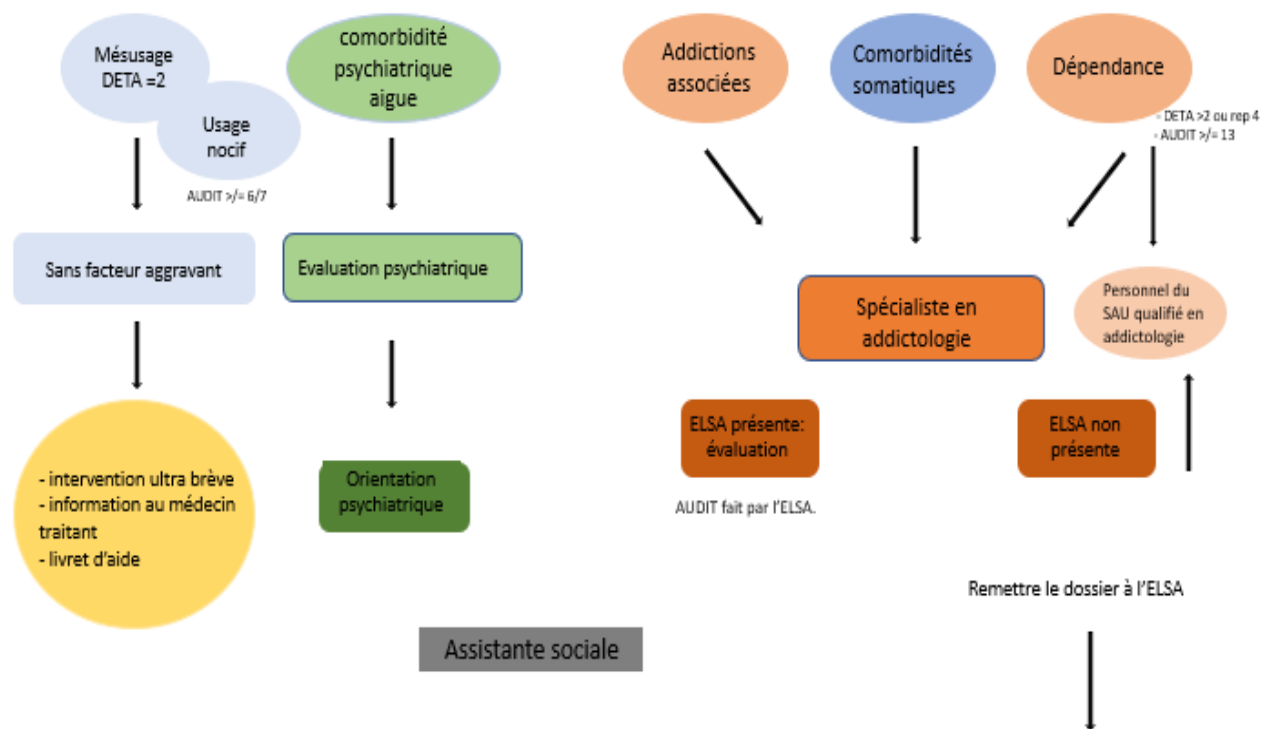 Mésusage
DETA =2
Usage
nocif
AUDIT >/= 6/7
comorbidité
psychiatrique
aigue
Addictions
associées
Comorbidités
somatiques
Dépendance
- DETA >2 ou rep 4
- AUDIT >/= 13
Sans facteur aggravant
Evaluation psychiatrique
Spécialiste en
addictologie
Personnel du
SAU qualifié en
addictologie
- intervention ultra brève
- information au médecin
traitant
- livret d'aide
Orientation
psychiatrique
ELSA présente:
évaluation
AUDIT fait par l'ELSA.
ELSA non
présente
Remettre le dossier à l'ELSA
Assistante sociale